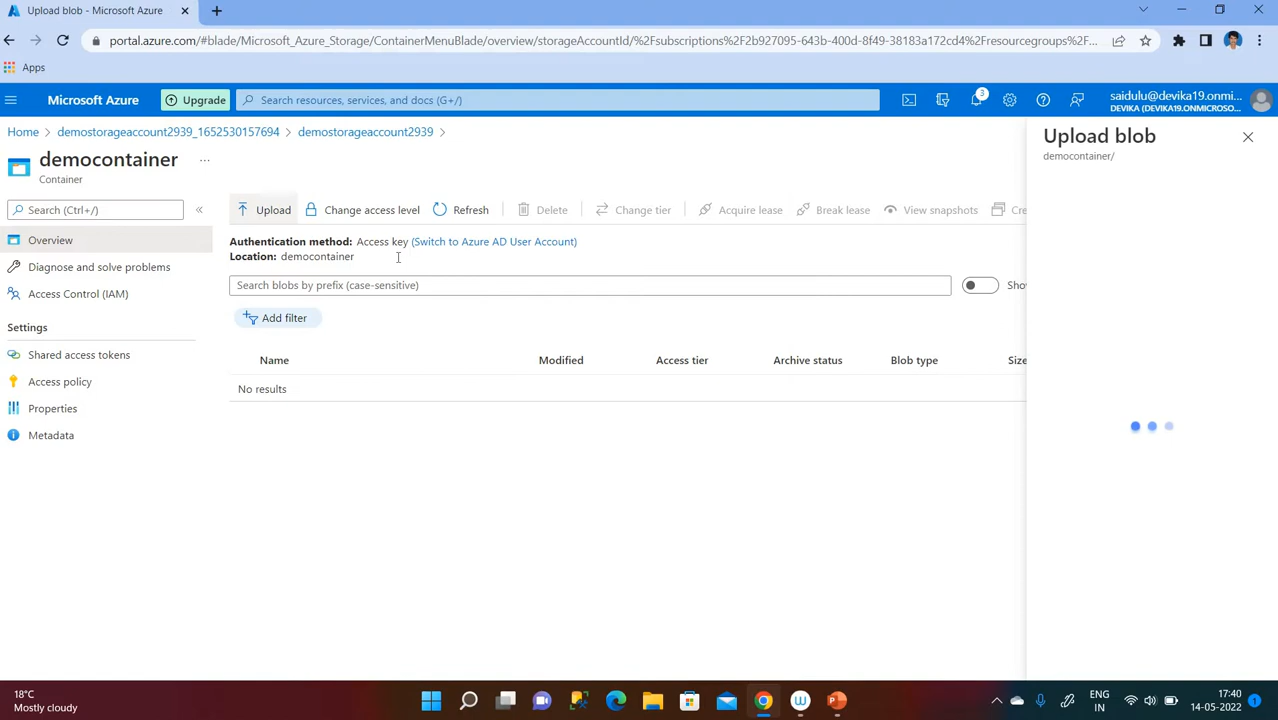 Upload blob - Microsoft Azure
portal.azure.com/#blade/Microsoft_Azure_Storage/ContainerMenuBlade/overview/storageAccountId/%2Fsubscriptions%2F2b927095-643b-400d-8f49-38183a172cd4%2Fresourcegroups%2F...
Apps
Microsoft Azure
Upgrade
Search resources, services, and docs (G+/)
3
saidulu@devika19.onmi...
DEVIKA (DEVIKA19.ONMICROSO...
Home > demostorageaccount2939_1652530157694 > demostorageaccount2939 >
democontainer ...
Container
Search (Ctrl+/)
«
Overview
Diagnose and solve problems
Access Control (IAM)
Settings
Shared access tokens
Access policy
Properties
Metadata
Upload
Change access level
Refresh
Delete
Change tier
Acquire lease
Break lease
View snapshots
Cre
Authentication method: Access key (Switch to Azure AD User Account)
Location: democontainer
Search blobs by prefix (case-sensitive)
Show
Add filter
Name Modified Access tier Archive status Blob type Size
No results
Upload blob
democontainer/
18°C
Mostly cloudy
ENG
IN
17:40
14-05-2022
1